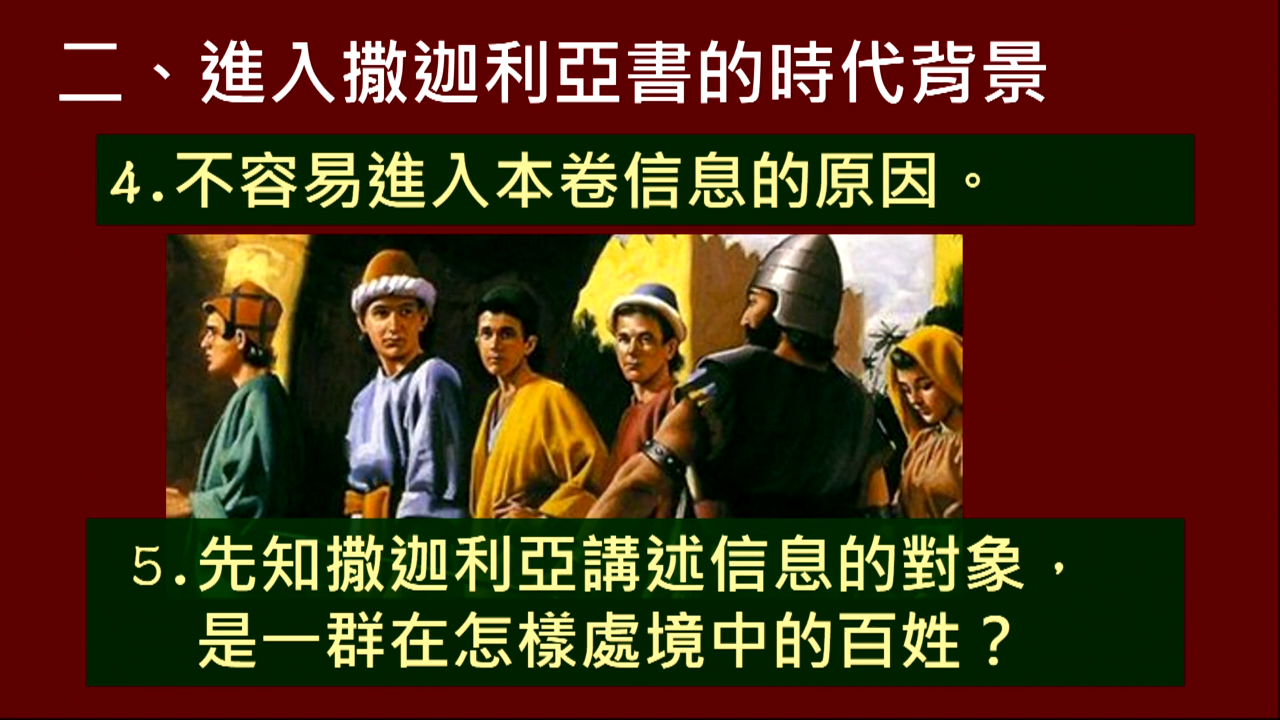 二、進入撒迦利亞書的時代背景
4.不容易進入本卷信息的原因。
5.先知撒迦利亞講述信息的對象，
是一群在怎樣處境中的百姓？